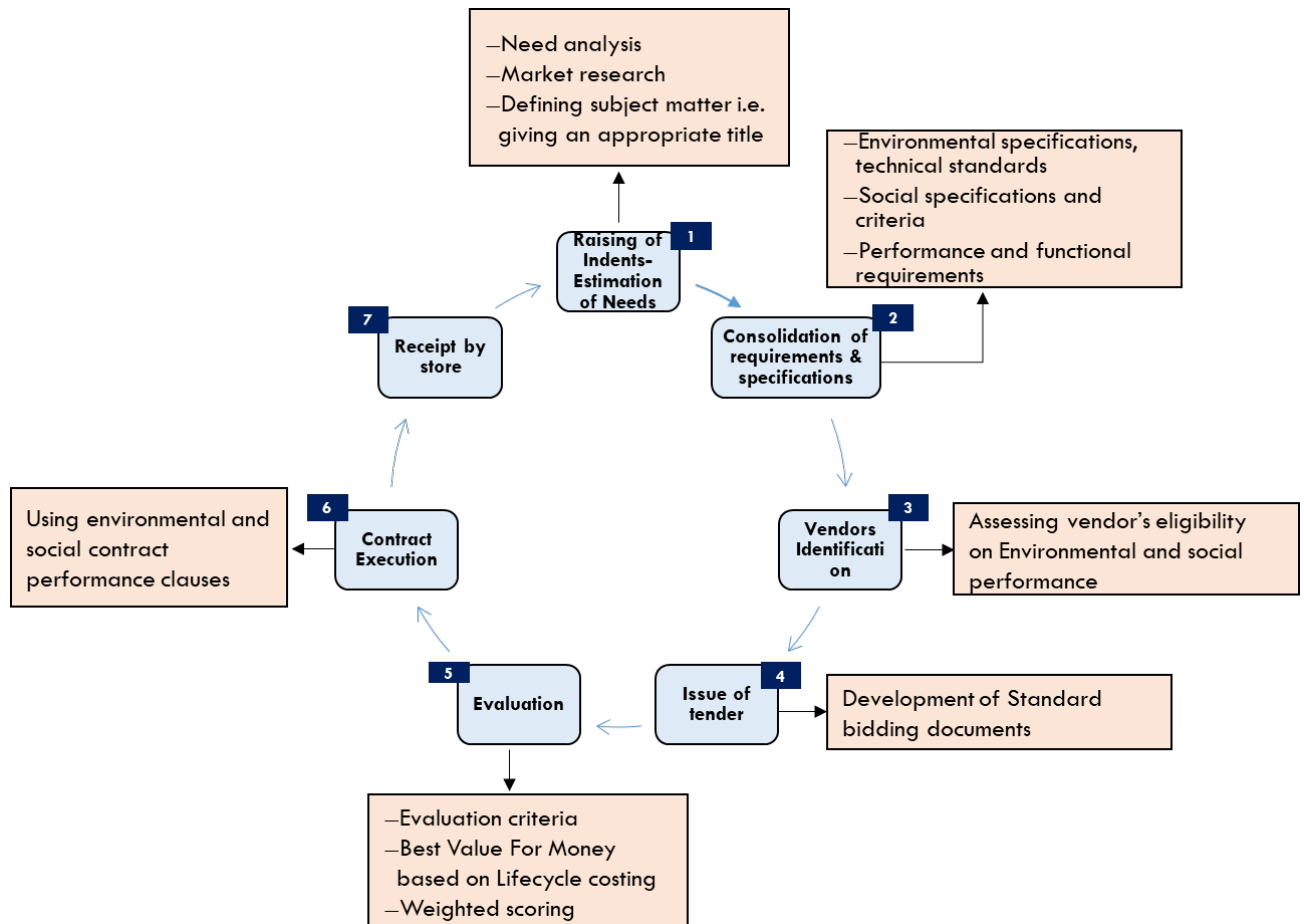 —Need analysis
—Market research
—Defining subject matter i.e.
giving an appropriate title
1
Raising of
Indents-
Estimation
of Needs
—Environmental specifications,
technical standards
—Social specifications and
criteria
—Performance and functional
requirements
2
Consolidation of
requirements &
specifications
3
Vendors
Identificati
on
Assessing vendor’s eligibility
on Environmental and social
performance
4
Issue of
tender
Development of Standard
bidding documents
5
Evaluation
—Evaluation criteria
—Best Value For Money
based on Lifecycle costing
—Weighted scoring
6
Contract
Execution
Using environmental and
social contract
performance clauses
7
Receipt by
store